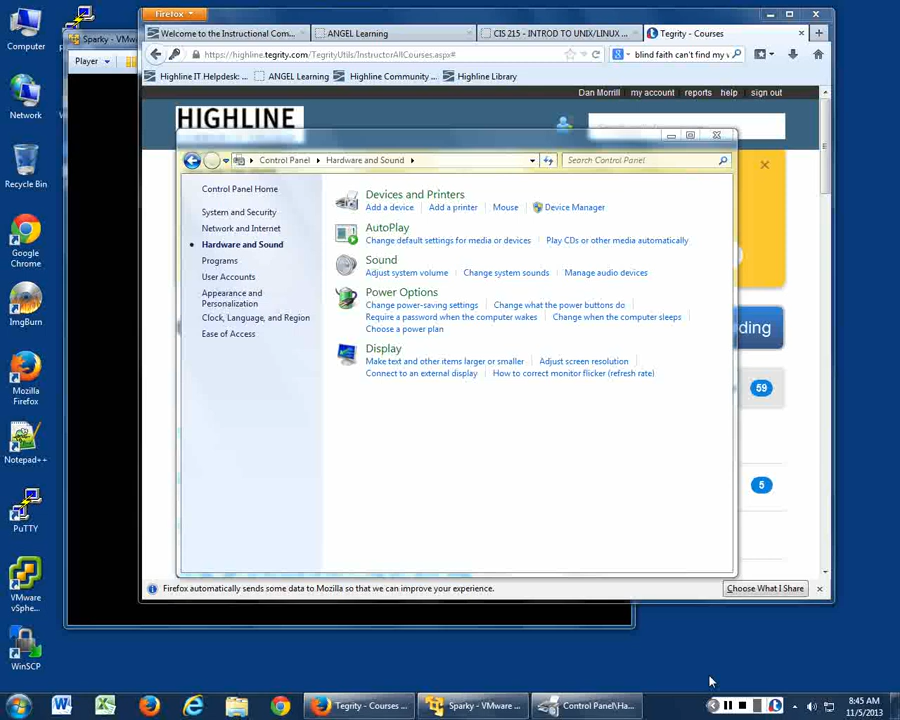 Firefox
Computer
Sparky - VMw
Player
Welcome to the Instructional Com...
ANGEL Learning
CIS 215 - INTROD TO UNIX/LINUX ...
Tegrity - Courses
https://highline.tegrity.com/TegrityUtils/InstructorAllCourses.aspx#
blind faith can't find my w
Highline IT Helpdesk: ...
ANGEL Learning
Highline Community ...
Highline Library
Dan Morrill
my account
reports
help
sign out
HIGHLINE
Network
Recycle Bin
Google
Chrome
ImgBurn
Mozilla
Firefox
Notepad++
PuTTY
VMware
vSphe...
WinSCP
Control Panel
Hardware and Sound
Search Control Panel
Control Panel Home
System and Security
Network and Internet
Hardware and Sound
Programs
User Accounts
Appearance and
Personalization
Clock, Language, and Region
Ease of Access
Devices and Printers
Add a device
Add a printer
Mouse
Device Manager
AutoPlay
Change default settings for media or devices
Play CDs or other media automatically
Sound
Adjust system volume
Change system sounds
Manage audio devices
Power Options
Change power-saving settings
Change what the power buttons do
Require a password when the computer wakes
Change when the computer sleeps
Choose a power plan
Display
Make text and other items larger or smaller
Adjust screen resolution
Connect to an external display
How to correct monitor flicker (refresh rate)
ding
59
5
Firefox automatically sends some data to Mozilla so that we can improve your experience.
Choose What I Share
Tegrity - Courses ...
Sparky - VMware ...
Control Panel\Ha...
8:45 AM
11/5/2013